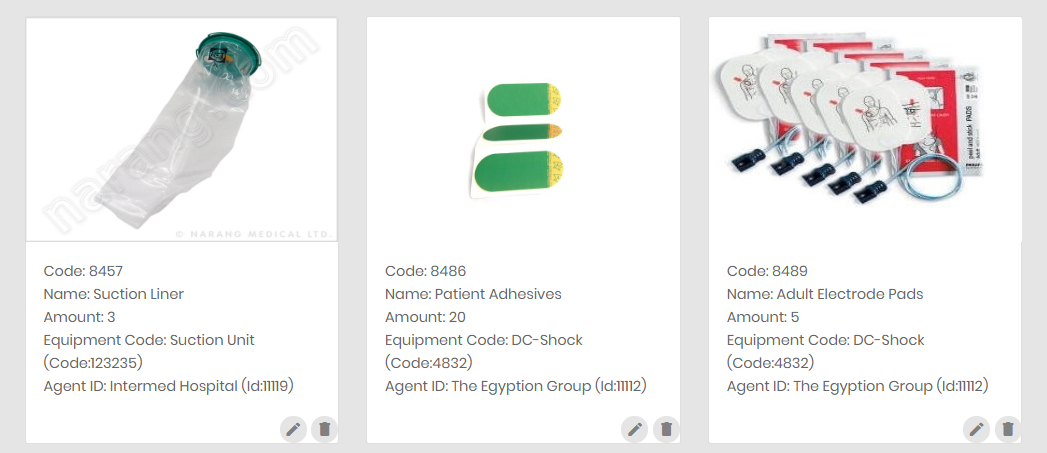 narang.com
© NARANG MEDICAL LTD.
peel and stick PADS
Code: 8457
Name: Suction Liner
Amount: 3
Equipment Code: Suction Unit
(Code:123235)
Agent ID: Intermed Hospital (Id:11119)
Code: 8486
Name: Patient Adhesives
Amount: 20
Equipment Code: DC-Shock
(Code:4832)
Agent ID: The Egyption Group (Id:11112)
Code: 8489
Name: Adult Electrode Pads
Amount: 5
Equipment Code: DC-Shock
(Code:4832)
Agent ID: The Egyption Group (Id:11112)